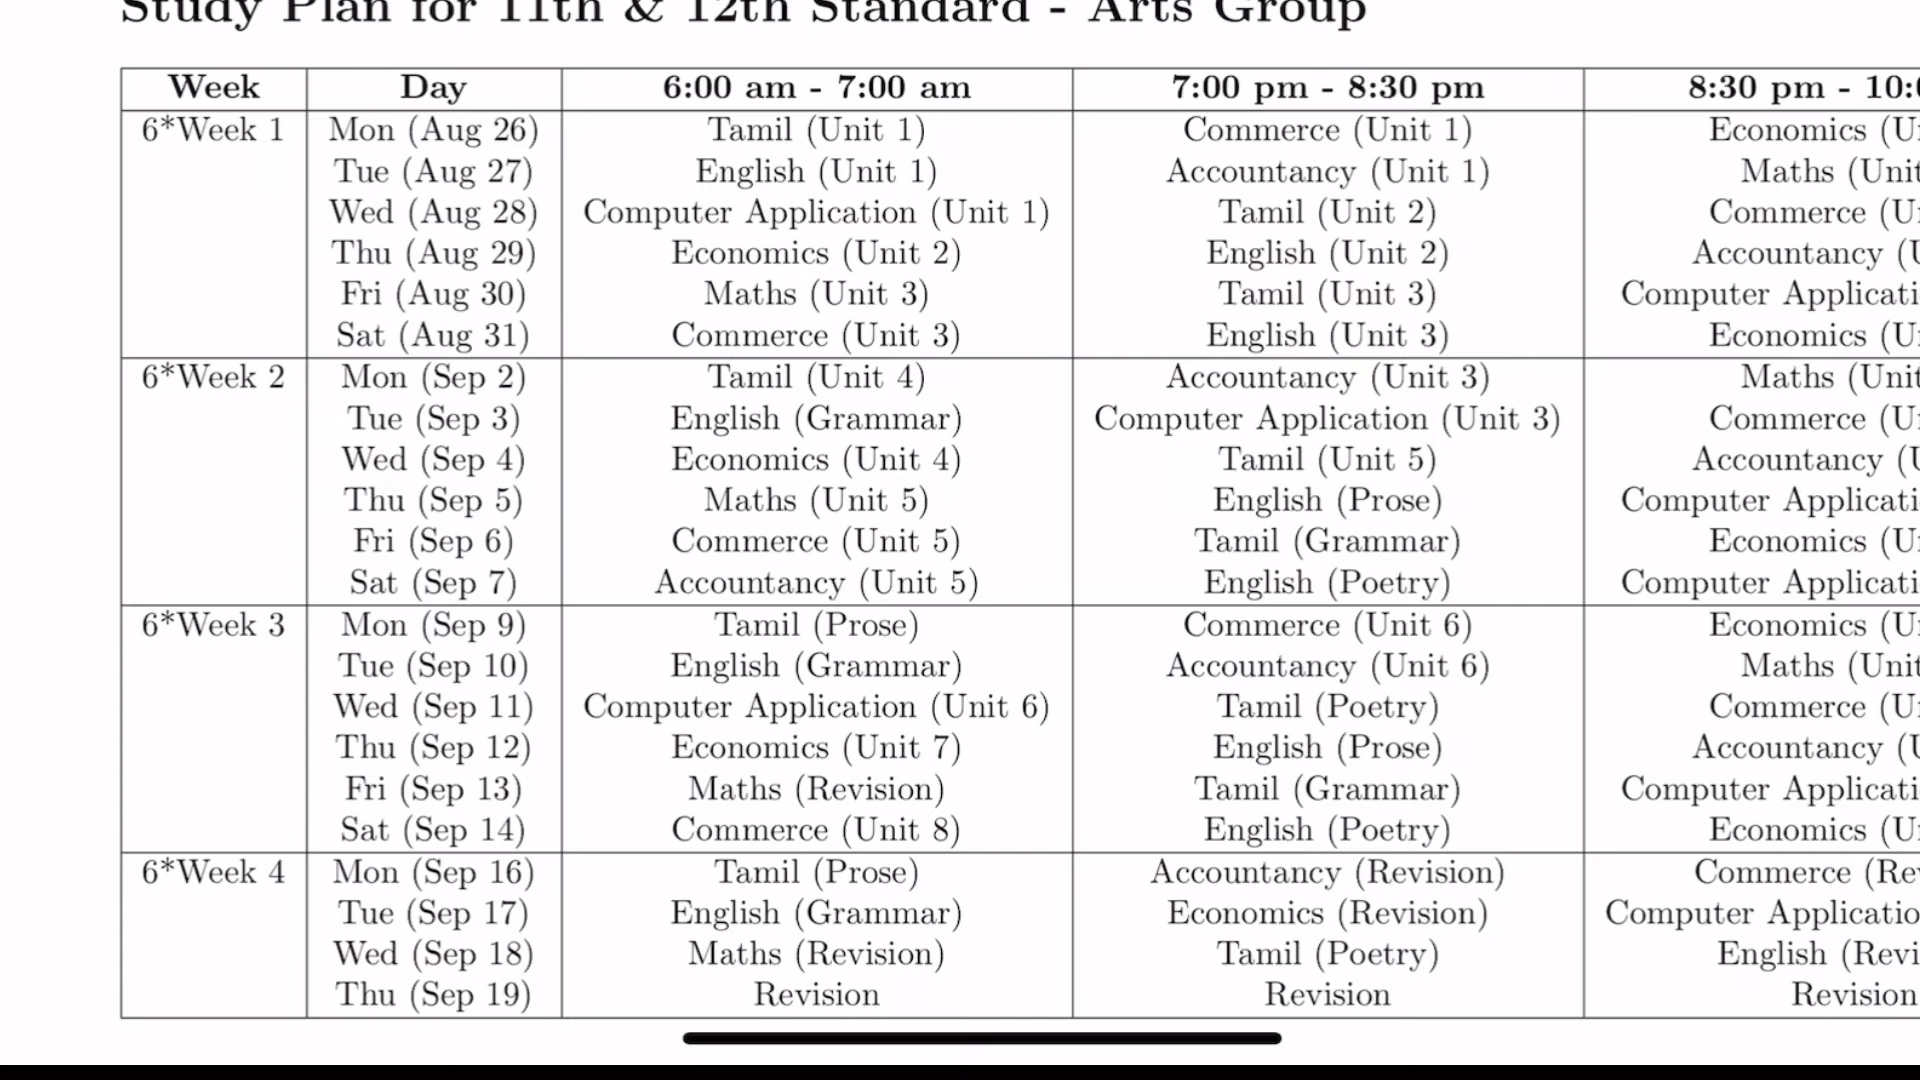 Study Plan for 11th & 12th Standard - Arts Group
Week Day 6:00 am - 7:00 am 7:00 pm - 8:30 pm 8:30 pm -
6*Week 1 Mon (Aug 26) Tamil (Unit 1) Commerce (Unit 1) Economics
Tue (Aug 27) English (Unit 1) Accountancy (Unit 1) Maths (Unit
Wed (Aug 28) Computer Application (Unit 1) Tamil (Unit 2) Commerce
Thu (Aug 29) Economics (Unit 2) English (Unit 2) Accountancy
Fri (Aug 30) Maths (Unit 3) Tamil (Unit 3) Computer
Sat (Aug 31) Commerce (Unit 3) English (Unit 3) Economics
6*Week 2 Mon (Sep 2) Tamil (Unit 4) Accountancy (Unit 3) Maths (Unit
Tue (Sep 3) English (Grammar) Computer Application (Unit 3) Commerce
Wed (Sep 4) Economics (Unit 4) Tamil (Unit 5) Accountancy
Thu (Sep 5) Maths (Unit 5) English (Prose) Computer
Fri (Sep 6) Commerce (Unit 5) Tamil (Grammar) Economics
Sat (Sep 7) Accountancy (Unit 5) English (Poetry) Computer
6*Week 3 Mon (Sep 9) Tamil (Prose) Commerce (Unit 6) Economics
Tue (Sep 10) English (Grammar) Accountancy (Unit 6) Maths (Unit
Wed (Sep 11) Computer Application (Unit 6) Tamil (Poetry) Commerce
Thu (Sep 12) Economics (Unit 7) English (Prose) Accountancy
Fri (Sep 13) Maths (Revision) Tamil (Grammar) Computer
Sat (Sep 14) Commerce (Unit 8) English (Poetry) Economics
6*Week 4 Mon (Sep 16) Tamil (Prose) Accountancy (Revision) Commerce
Tue (Sep 17) English (Grammar) Economics (Revision) Computer
Wed (Sep 18) Maths (Revision) Tamil (Poetry) English
Thu (Sep 19) Revision Revision Revision